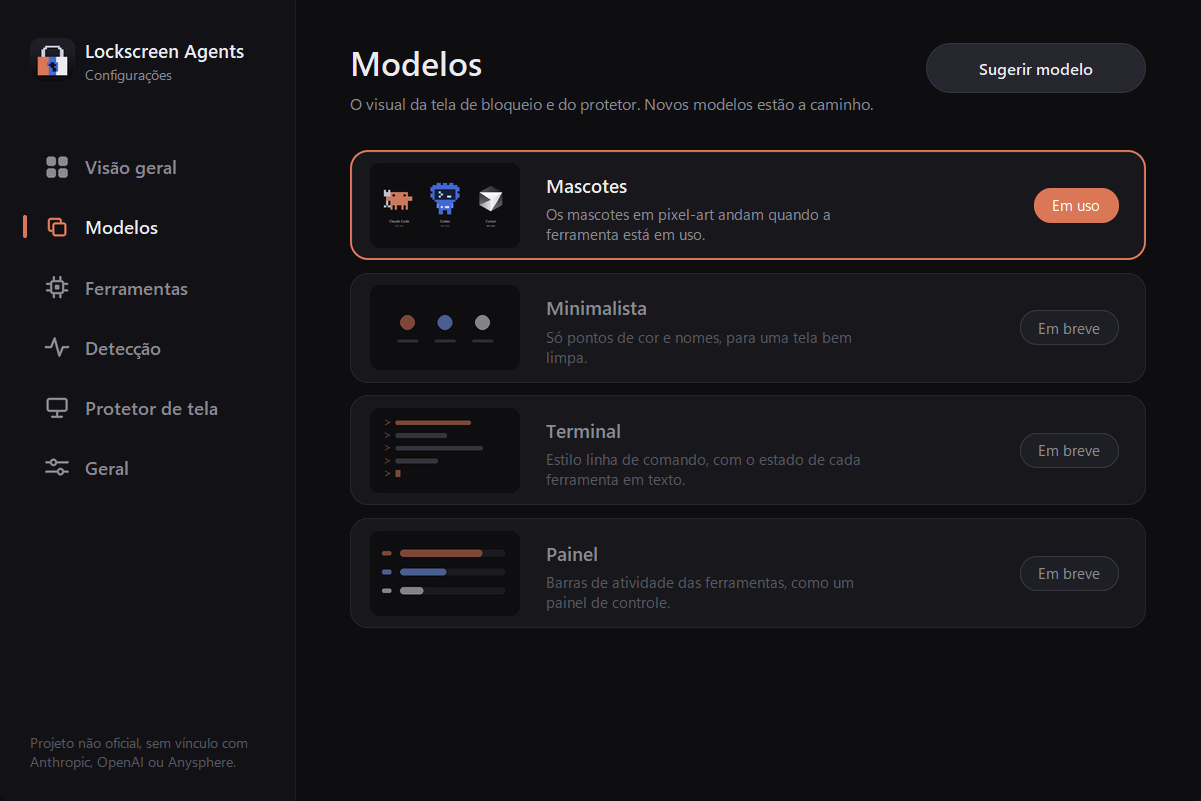 Lockscreen Agents
Configurações
Visão geral
Modelos
Ferramentas
Detecção
Protetor de tela
Geral
Projeto não oficial, sem vínculo com
Anthropic, OpenAI ou Anysphere.
Modelos
Sugerir modelo
O visual da tela de bloqueio e do protetor. Novos modelos estão a caminho.
Claude Code
Codex
Cursor
Mascotes
Os mascotes em pixel-art andam quando a
ferramenta está em uso.
Em uso
Minimalista
Só pontos de cor e nomes, para uma tela bem
limpa.
Em breve
>
>
>
>
>
Terminal
Estilo linha de comando, com o estado de cada
ferramenta em texto.
Em breve
Painel
Barras de atividade das ferramentas, como um
painel de controle.
Em breve